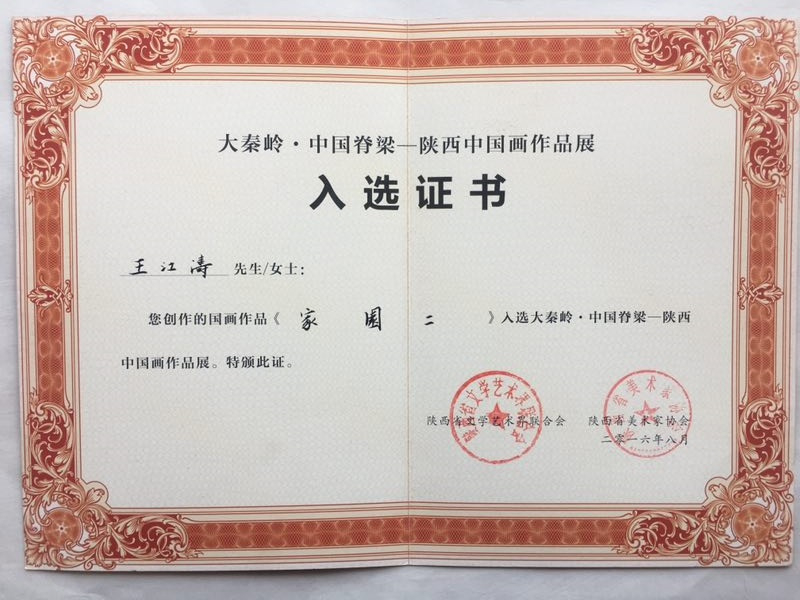 大秦岭·中国脊梁—陕西中国画作品展
入选证书
王江涛 先生/女士：
您创作的国画作品《 家 园 二 》入选大秦岭·中国脊梁—陕西
中国画作品展。特颁此证。
陕西省文学艺术界联合会 陕西省美术家协会
二零一六年八月